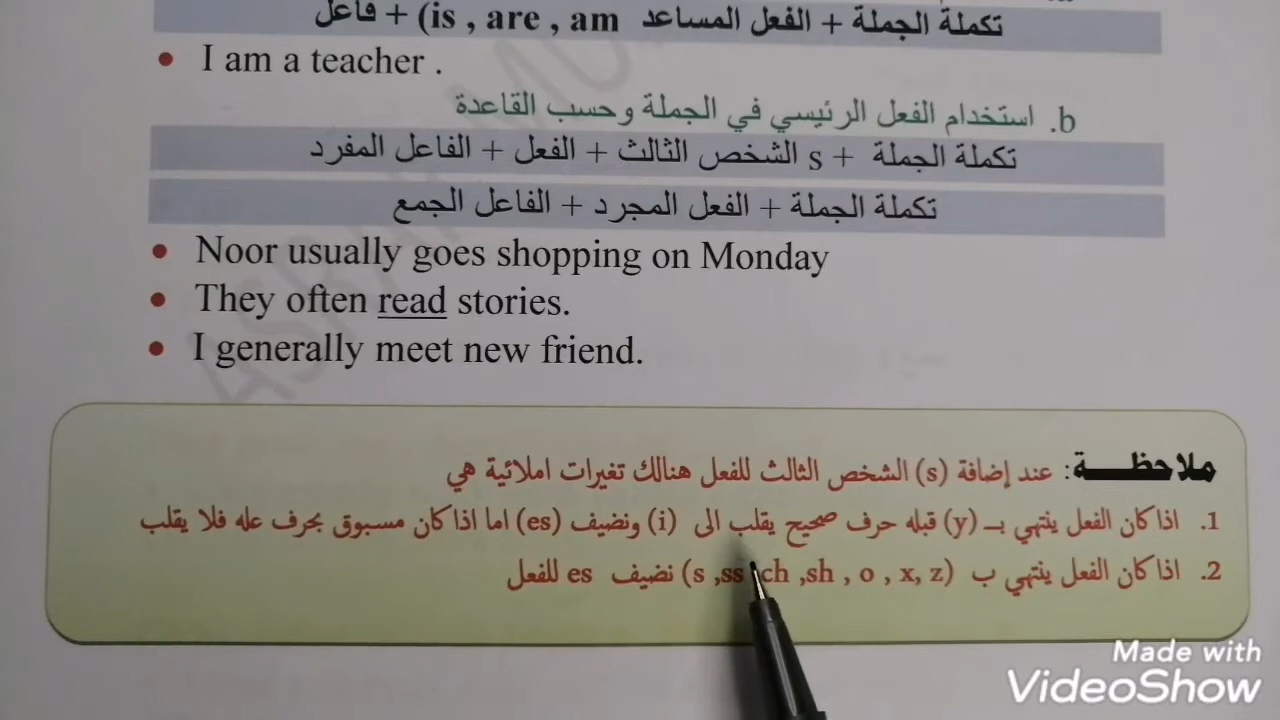 تكملة الجملة + الفعل المساعد is , are , am) + فاعل
• I am a teacher .
b. استخدام الفعل الرئيسي في الجملة وحسب القاعدة
تكملة الجملة + s الشخص الثالث + الفعل + الفاعل المفرد
تكملة الجملة + الفعل المجرد + الفاعل الجمع
• Noor usually goes shopping on Monday
• They often read stories.
• I generally meet new friend.
ملاحظة: عند إضافة (s) الشخص الثالث للفعل هنالك تغيرات املائية هي
1. اذا كان الفعل ينتهي بـ (y) قبله حرف صحيح يقلب الى (i) ونضيف (es) اما اذا كان مسبوق بحرف عله فلا يقلب
2. اذا كان الفعل ينتهي ب (s ,ss ,ch ,sh , o , x, z) نضيف es للفعل
Made with
VideoShow